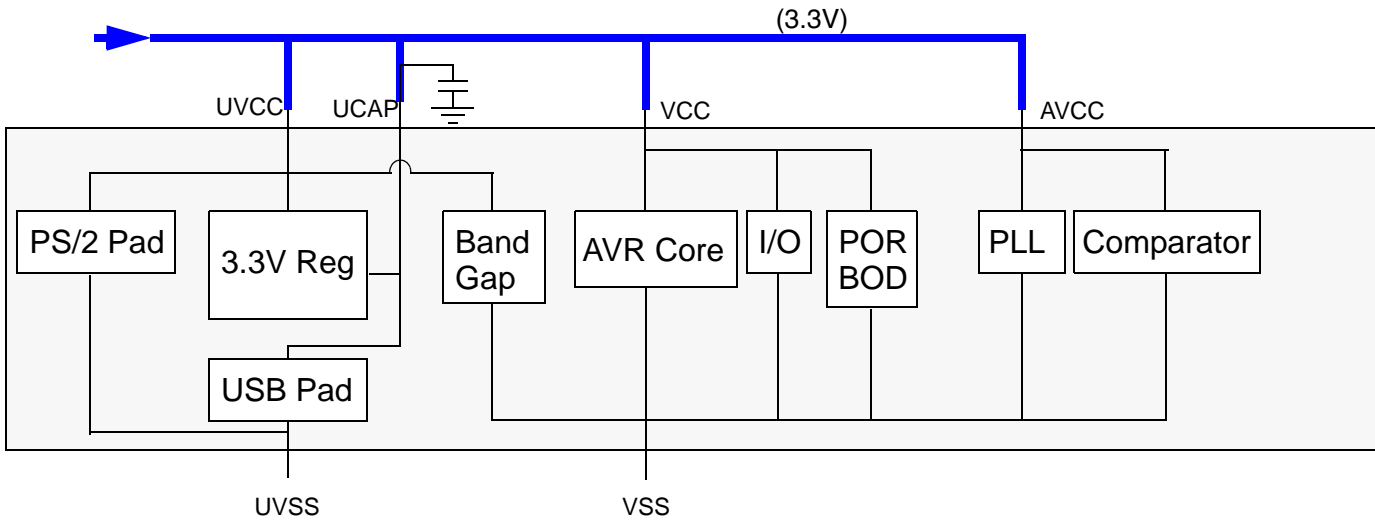 (3.3V)
UVCC
UCAP
VCC
AVCC
PS/2 Pad
3.3V Reg
Band
Gap
AVR Core
I/O
POR
BOD
PLL
Comparator
USB Pad
UVSS
VSS